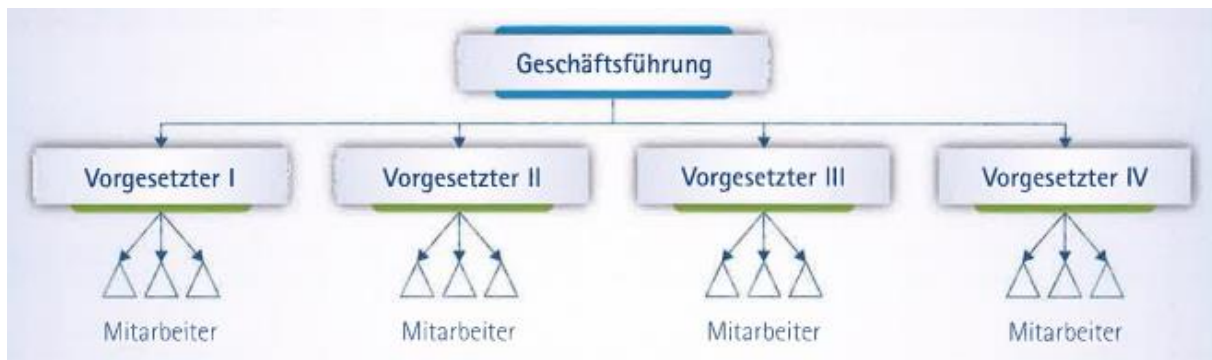 Geschäftsführung
Vorgesetzter I
Vorgesetzter II
Vorgesetzter III
Vorgesetzter IV
Mitarbeiter
Mitarbeiter
Mitarbeiter
Mitarbeiter